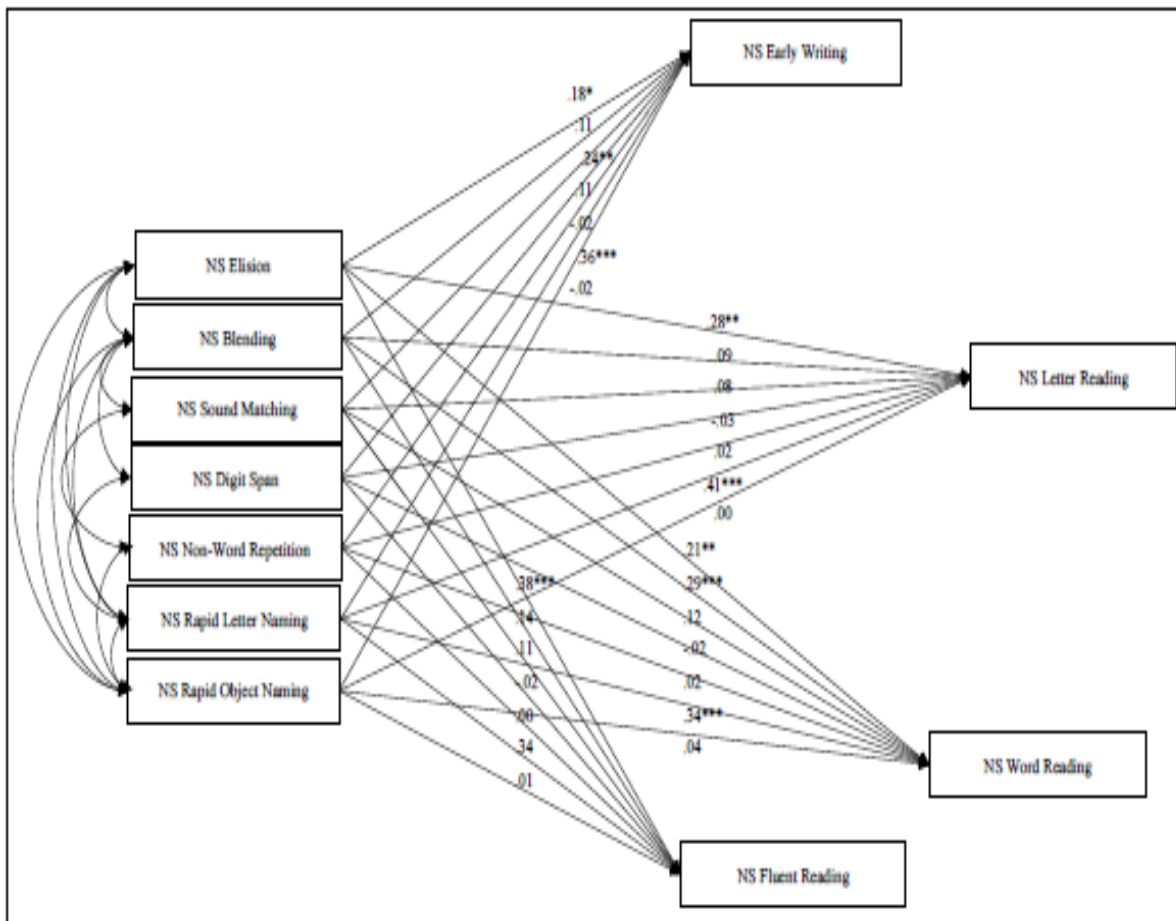 NS Early Writing
.18*
.11
.24**
.11
-.02
.36***
-.02
NS Elision
NS Blending
NS Sound Matching
NS Digit Span
NS Non-Word Repetition
NS Rapid Letter Naming
NS Rapid Object Naming
.28**
.09
.08
-.03
.02
.41***
.00
NS Letter Reading
.21**
.29***
.12
-.02
.02
.34***
.04
NS Word Reading
.38***
.14
.11
-.02
.00
.34
.01
NS Fluent Reading